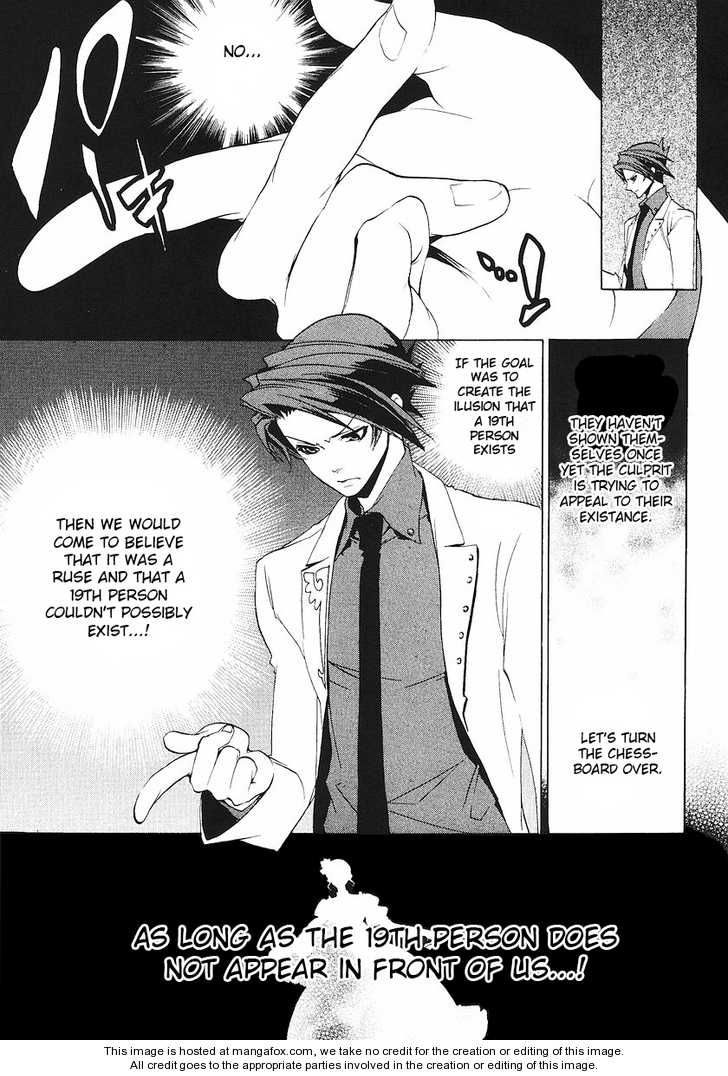 NO...
パチン
...!
THEY HAVEN'T
SHOWN THEM-
SELVES ONCE
YET THE CULPRIT
IS TRYING TO
APPEAL TO THEIR
EXISTANCE.
LET'S TURN
THE CHESS-
BOARD OVER.
IF THE GOAL
WAS TO
CREATE THE
ILLUSION THAT
A 19TH
PERSON
EXISTS
THEN WE WOULD
COME TO BELIEVE
THAT IT WAS A
RUSE AND THAT A
19TH PERSON
COULDN'T POSSIBLY
EXIST...!
AS LONG AS THE 19TH PERSON DOES
NOT APPEAR IN FRONT OF US...!
This image is hosted at mangafox.com, we take no credit for the creation or editing of this image.
All credit goes to the appropriate parties involved in the creation or editing of this image.